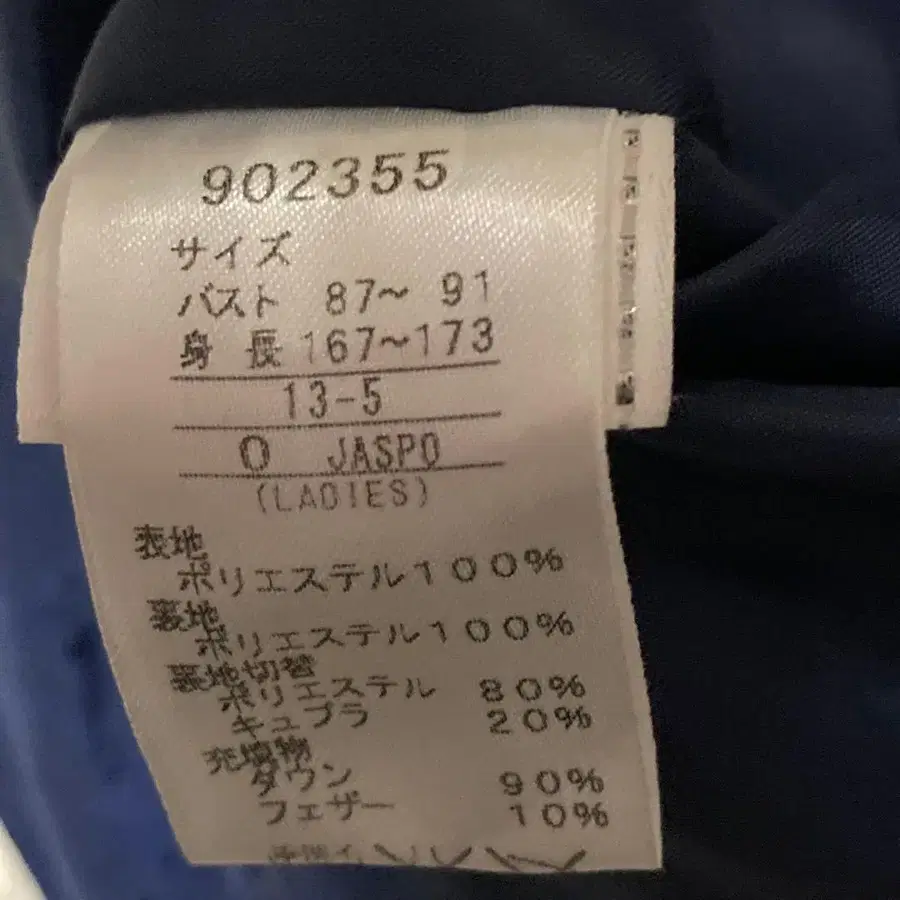 902355
サイズ
バスト 87～ 91
身 長 167～173
13-5
O JASPO
(LADIES)
表地
ポリエステル100%
裏地
ポリエステル100%
裏地切替
ポリエステル 80%
キュプラ 20%
充填物
ダウン 90%
フェザー 10%